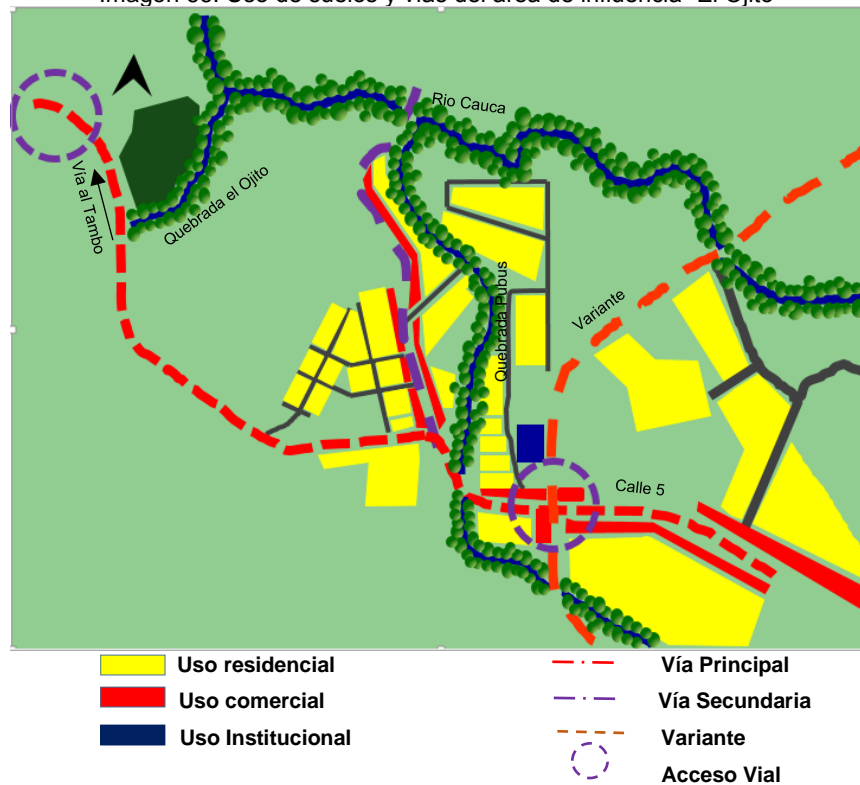 Rio Cauca
Vía al Tambo
Quebrada el Ojito
Quebrada Pubus
Variante
Calle 5
Uso residencial
Vía Principal
Uso comercial
Vía Secundaria
Uso Institucional
Variante
Acceso Vial